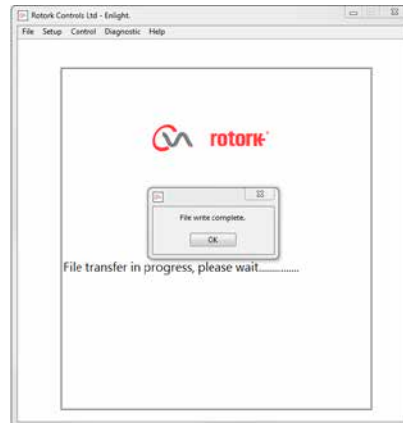 Rotork Controls Ltd - Enlight.
File Setup Control Diagnostic Help
rotork
File write complete.
OK
File transfer in progress, please wait..............